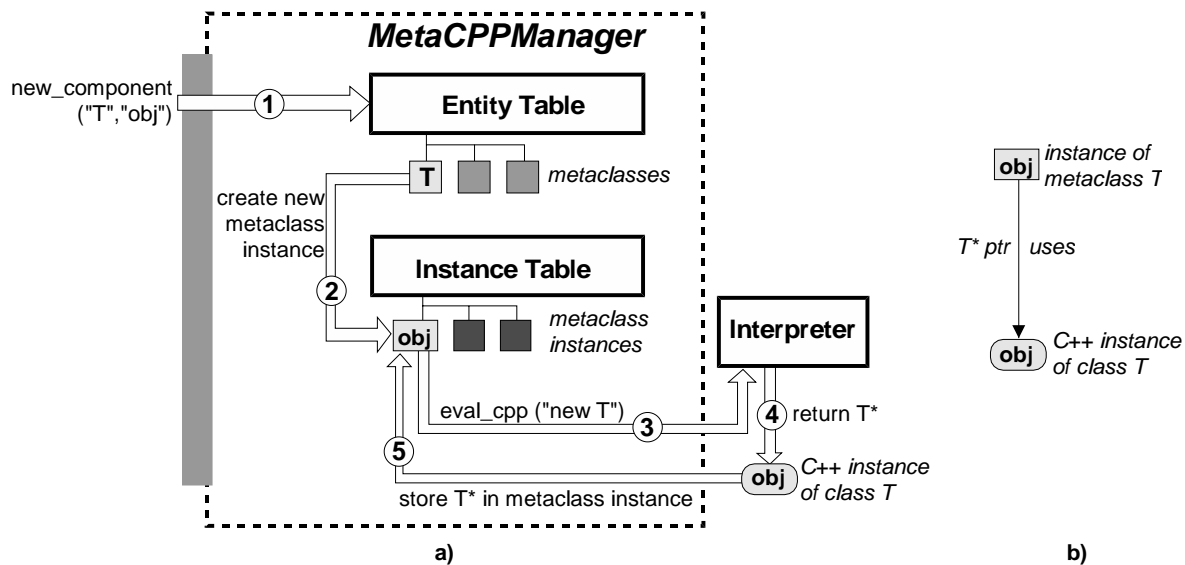 MetaCPPManager
new_component
("T","obj")
1
Entity Table
T
metaclasses
create new
metaclass
instance
2
Instance Table
obj
metaclass
instances
Interpreter
eval_cpp ("new T")
3
4
return T*
5
obj
C++ instance
of class T
store T* in metaclass instance
a)
obj
instance of
metaclass T
T* ptr
uses
obj
C++ instance
of class T
b)